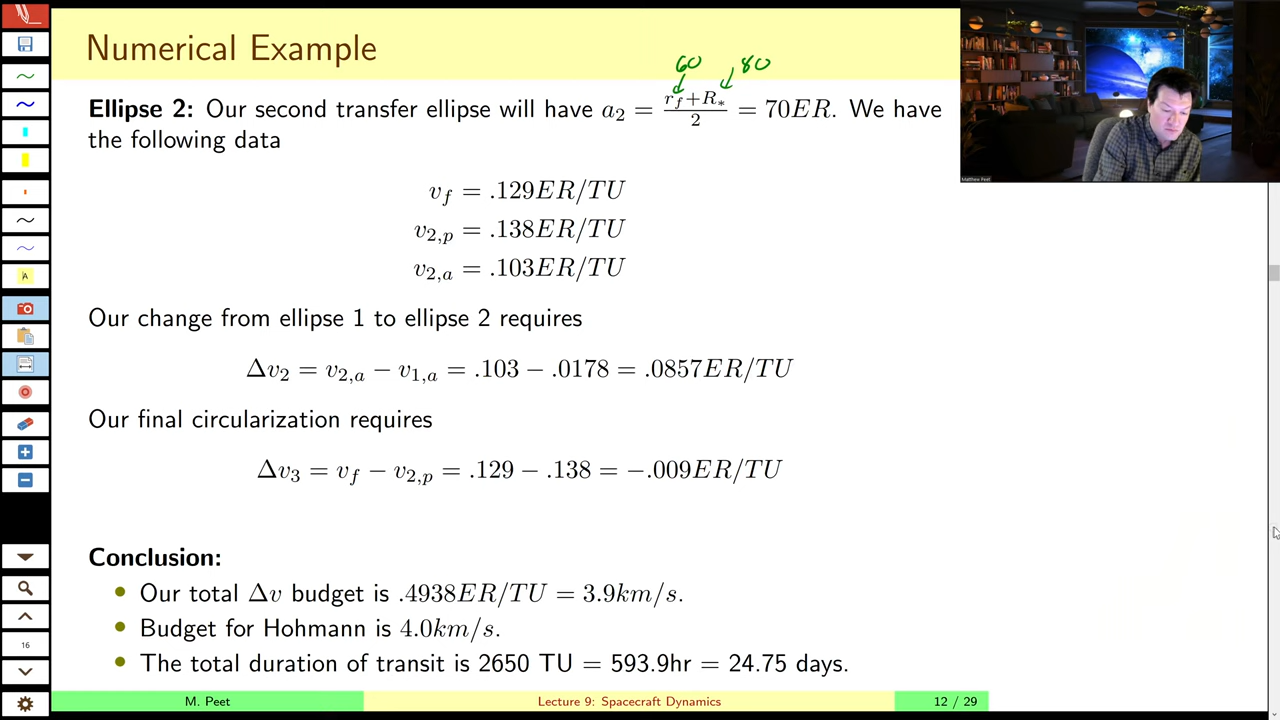 Numerical Example
60 80
Ellipse 2: Our second transfer ellipse will have a₂ = (r_f+R_*)/2 = 70ER. We have
the following data
v_f = .129ER/TU
v_{2,p} = .138ER/TU
v_{2,a} = .103ER/TU
Our change from ellipse 1 to ellipse 2 requires
Δv₂ = v_{2,a} − v_{1,a} = .103 − .0178 = .0857ER/TU
Our final circularization requires
Δv₃ = v_f − v_{2,p} = .129 − .138 = −.009ER/TU
Conclusion:
• Our total Δv budget is .4938ER/TU = 3.9km/s.
• Budget for Hohmann is 4.0km/s.
• The total duration of transit is 2650 TU = 593.9hr = 24.75 days.
M. Peet Lecture 9: Spacecraft Dynamics 12 / 29
Matthew Peet
A
16